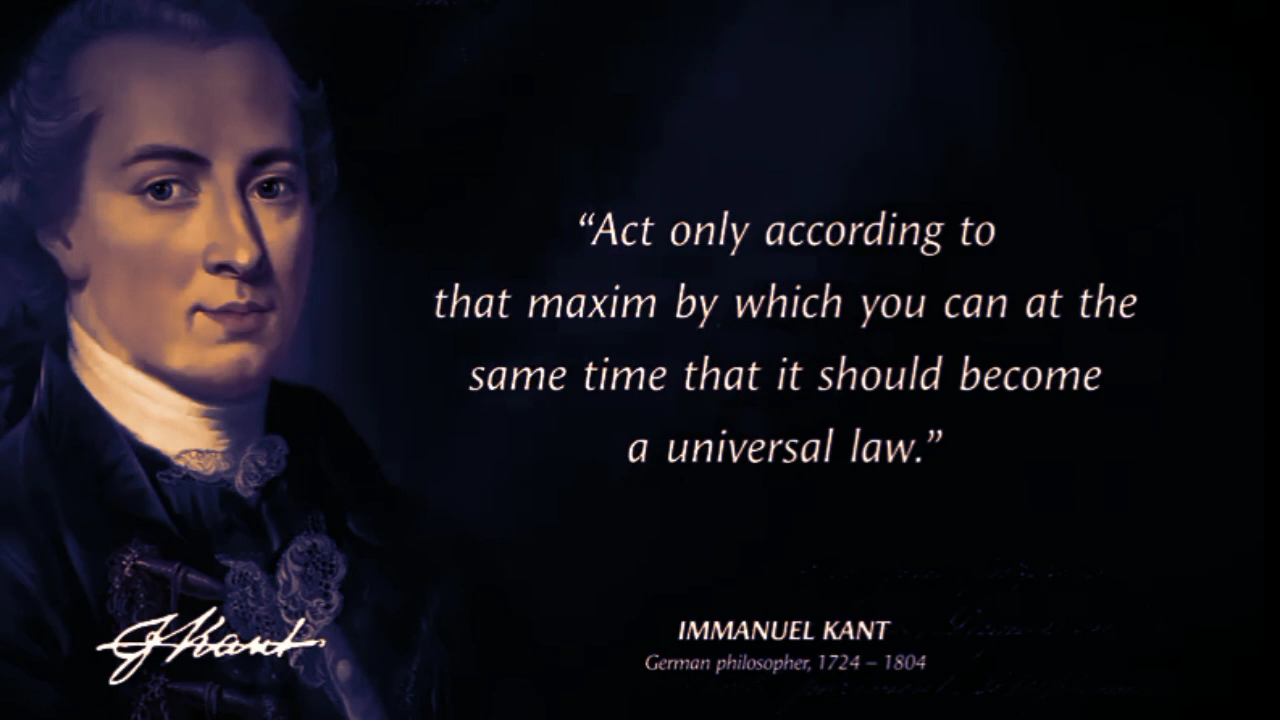 “Act only according to
that maxim by which you can at the
same time that it should become
a universal law.”
IMMANUEL KANT
German philosopher, 1724 – 1804
JKant